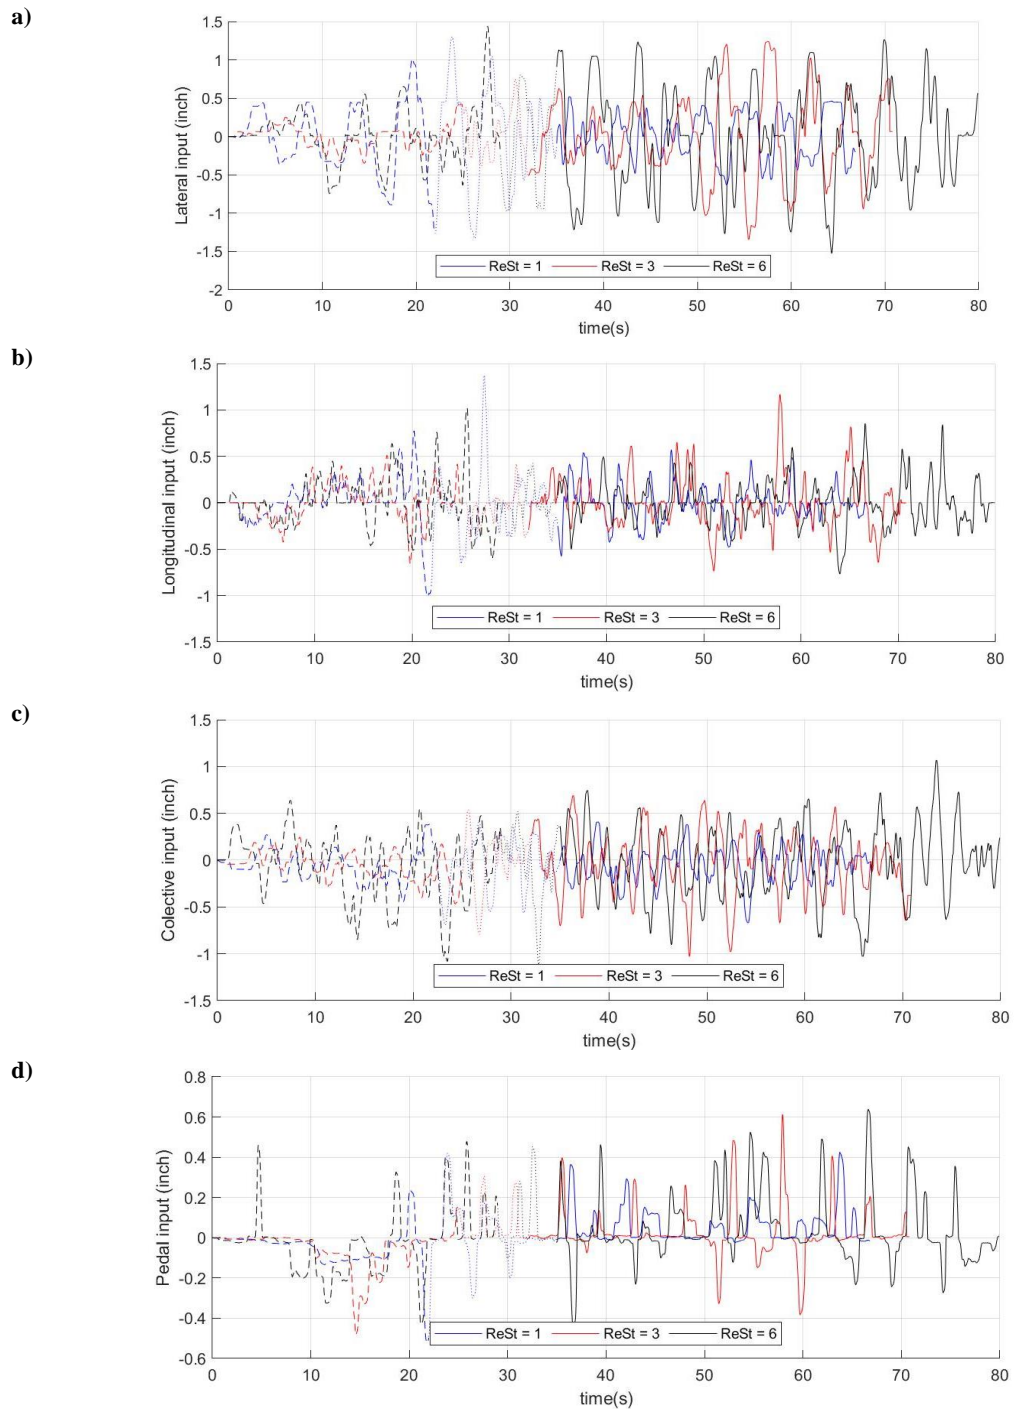 a)
1.5
1
0.5
0
-0.5
-1
-1.5
-2
Lateral input (inch)
ReSt = 1 ReSt = 3 ReSt = 6
0 10 20 30 40 50 60 70 80
time(s)
b)
1.5
1
0.5
0
-0.5
-1
-1.5
Longitudinal input (inch)
ReSt = 1 ReSt = 3 ReSt = 6
0 10 20 30 40 50 60 70 80
time(s)
c)
1.5
1
0.5
0
-0.5
-1
-1.5
Colective input (inch)
ReSt = 1 ReSt = 3 ReSt = 6
0 10 20 30 40 50 60 70 80
time(s)
d)
0.8
0.6
0.4
0.2
0
-0.2
-0.4
-0.6
Pedal input (inch)
ReSt = 1 ReSt = 3 ReSt = 6
0 10 20 30 40 50 60 70 80
time(s)